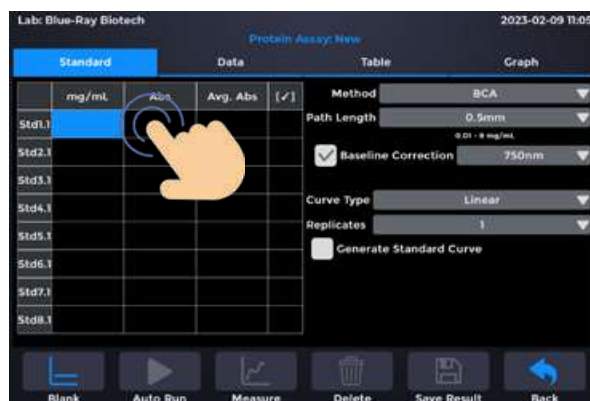 Lab: Blue-Ray Biotech 2023-02-09 11:05
Protein Assay: New
Standard Data Table Graph
mg/mL Abs Avg. Abs [✓]
Method BCA
Path Length 0.5mm
0.01 - 8 mg/mL
Baseline Correction 750nm
Curve Type Linear
Replicates 1
Generate Standard Curve
Std1.1
Std2.1
Std3.1
Std4.1
Std5.1
Std6.1
Std7.1
Std8.1
Blank Auto Run Measure Delete Save Result Back